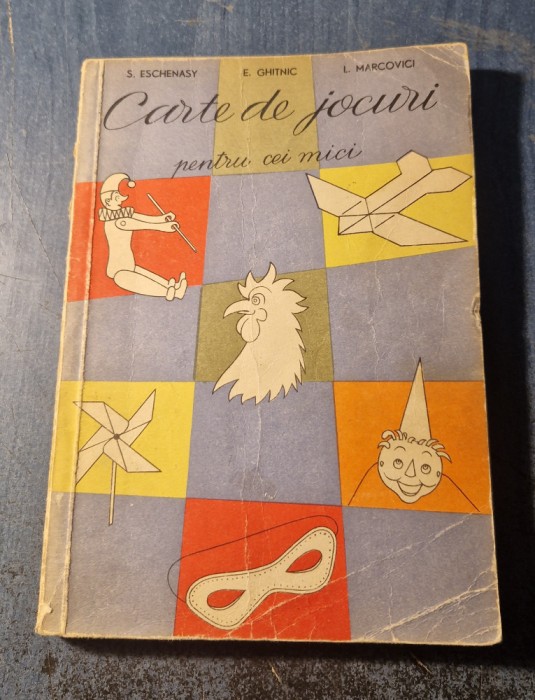 S. ESCHENASY E. GHITNIC L. MARCOVICI
Carte de jocuri
pentru cei mici